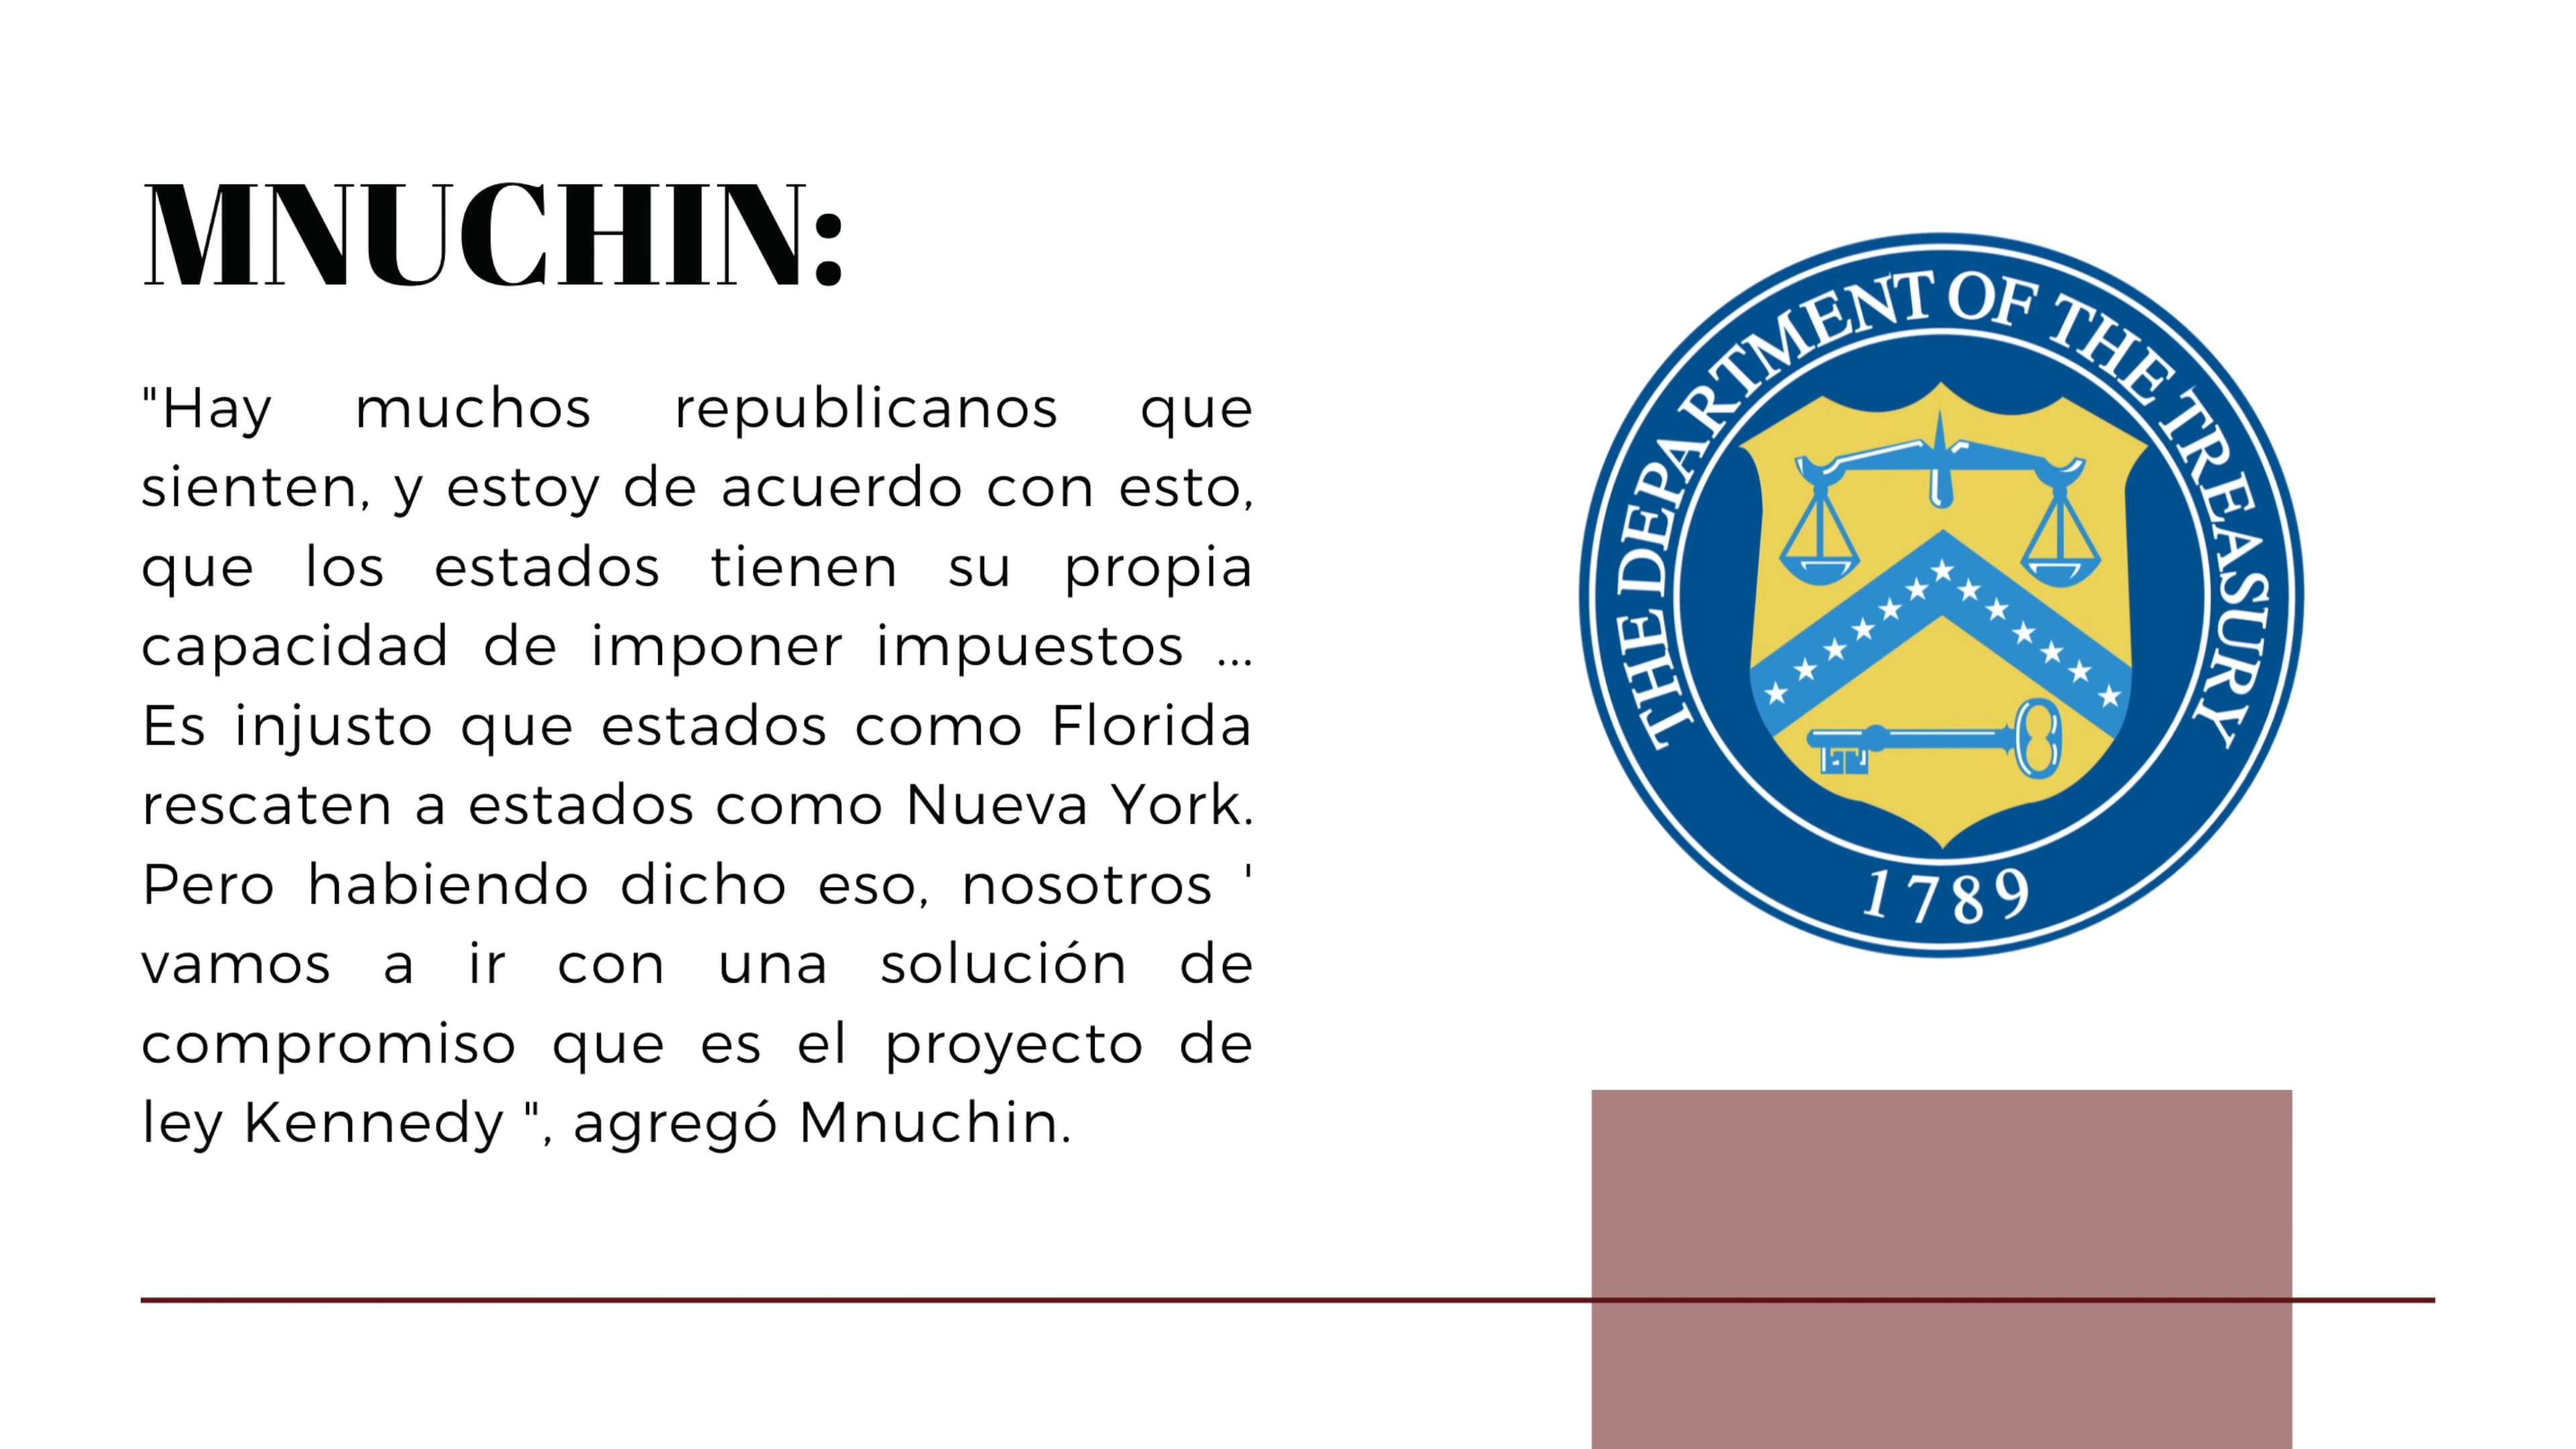 MNUCHIN:
"Hay muchos republicanos que
sienten, y estoy de acuerdo con esto,
que los estados tienen su propia
capacidad de imponer impuestos ...
Es injusto que estados como Florida
rescaten a estados como Nueva York.
Pero habiendo dicho eso, nosotros '
vamos a ir con una solución de
compromiso que es el proyecto de
ley Kennedy ", agregó Mnuchin.
THE DEPARTMENT OF THE TREASURY
1789